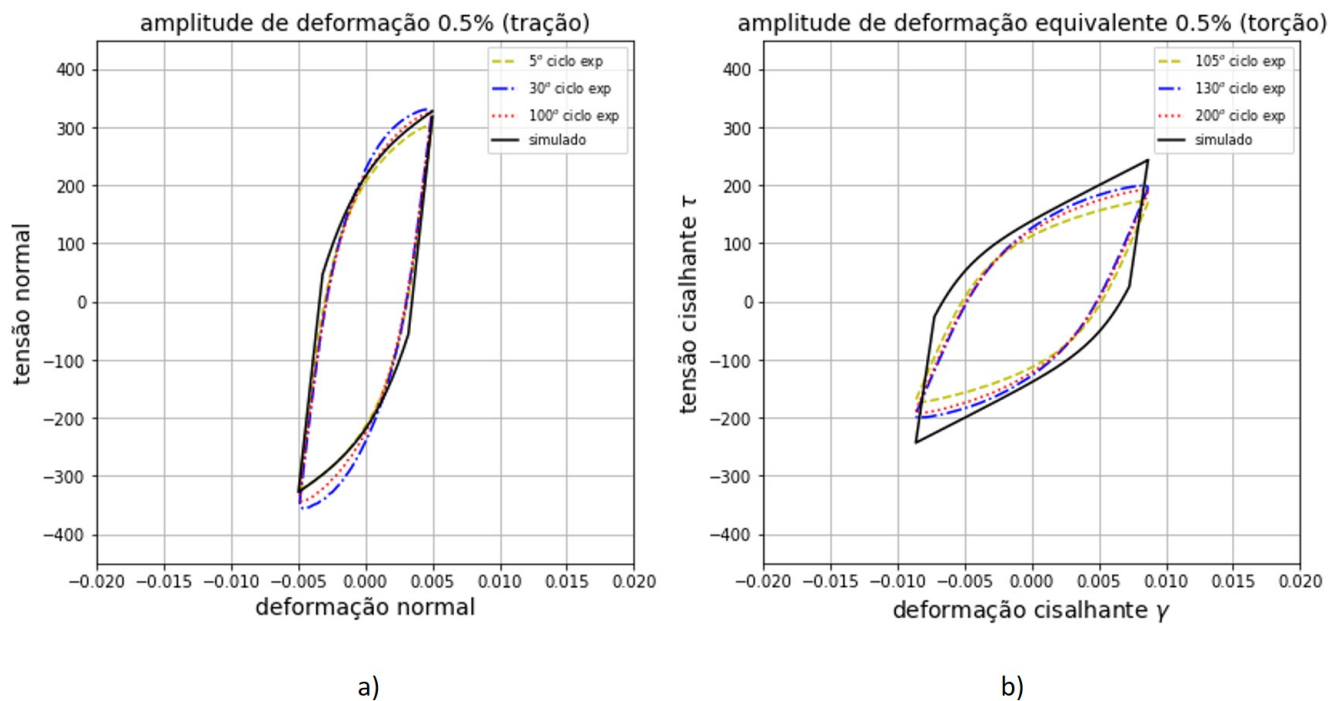 amplitude de deformação 0.5% (tração)
400
300
200
100
0
−100
−200
−300
−400
tensão normal
5º ciclo exp
30º ciclo exp
100º ciclo exp
simulado
−0.020 −0.015 −0.010 −0.005 0.000 0.005 0.010 0.015 0.020
deformação normal
a)
amplitude de deformação equivalente 0.5% (torção)
400
300
200
100
0
−100
−200
−300
−400
tensão cisalhante τ
105º ciclo exp
130º ciclo exp
200º ciclo exp
simulado
−0.020 −0.015 −0.010 −0.005 0.000 0.005 0.010 0.015 0.020
deformação cisalhante γ
b)